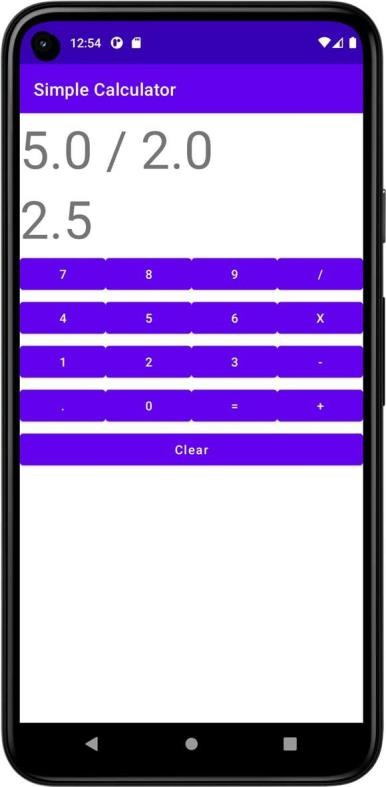 12:54
Simple Calculator
5.0 / 2.0
2.5
7 8 9 /
4 5 6 X
1 2 3 -
. 0 = +
Clear